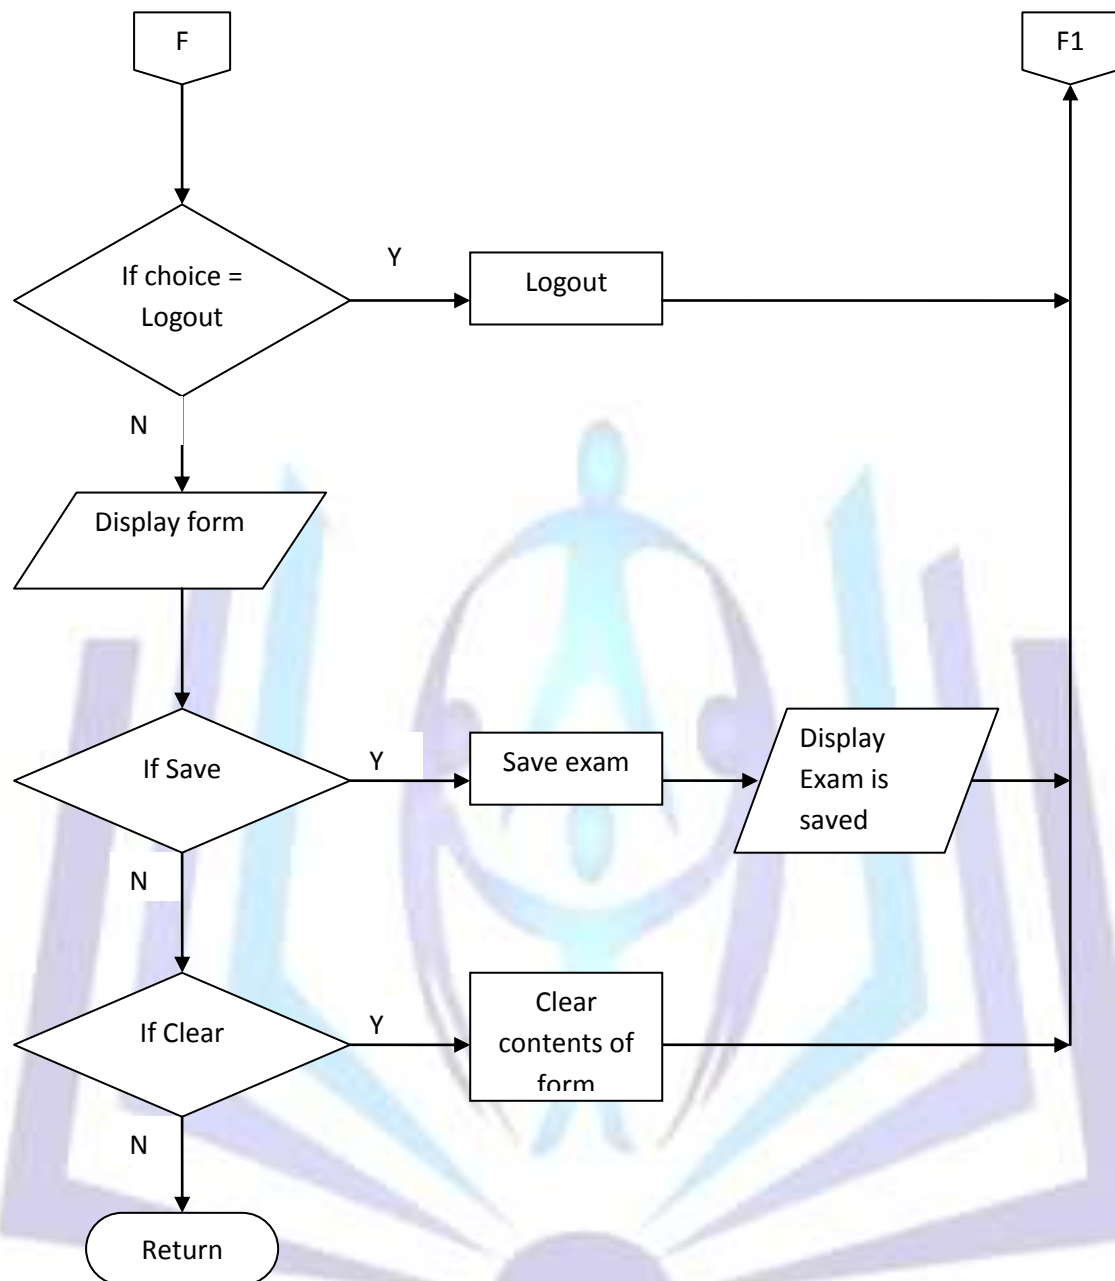 F
F1
If choice =
Logout
Y
Logout
N
Display form
If Save
Y
Save exam
Display
Exam is
saved
N
If Clear
Y
Clear
contents of
form
N
Return